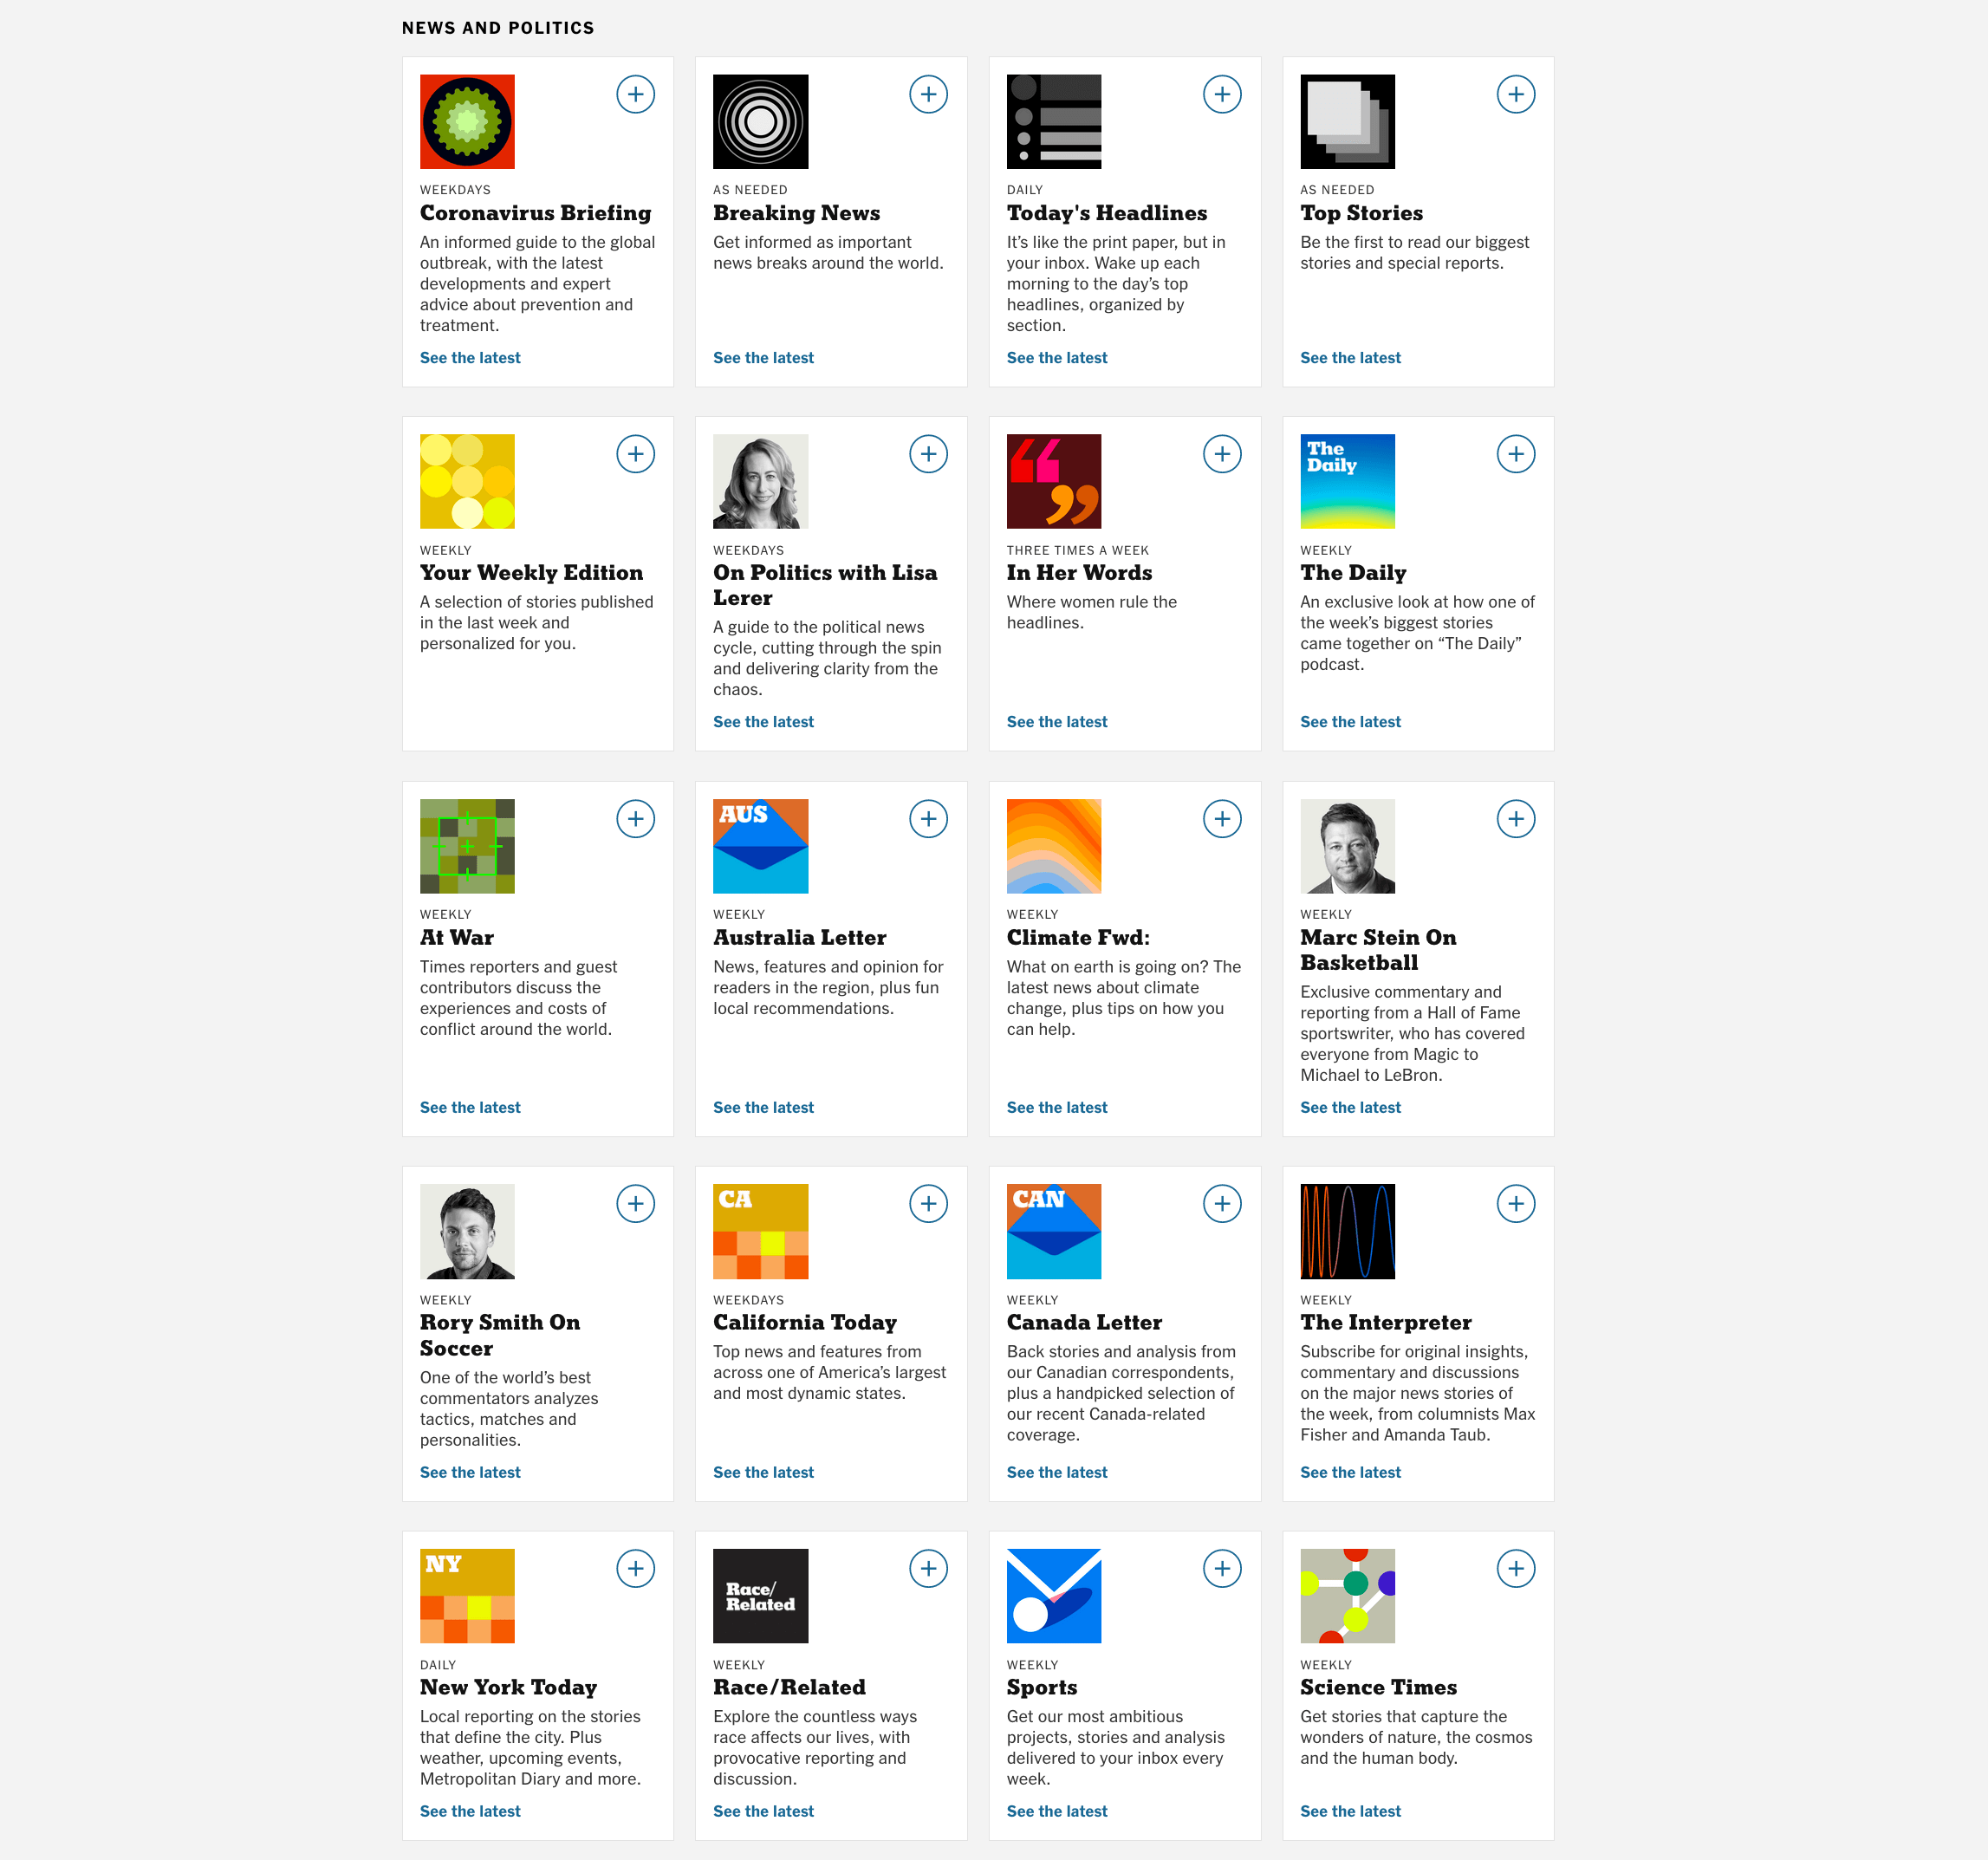 NEWS AND POLITICS
WEEKDAYS
Coronavirus Briefing
An informed guide to the global
outbreak, with the latest
developments and expert
advice about prevention and
treatment.
See the latest
AS NEEDED
Breaking News
Get informed as important
news breaks around the world.
See the latest
DAILY
Today's Headlines
It’s like the print paper, but in
your inbox. Wake up each
morning to the day’s top
headlines, organized by
section.
See the latest
AS NEEDED
Top Stories
Be the first to read our biggest
stories and special reports.
See the latest
WEEKLY
Your Weekly Edition
A selection of stories published
in the last week and
personalized for you.
WEEKDAYS
On Politics with Lisa
Lerer
A guide to the political news
cycle, cutting through the spin
and delivering clarity from the
chaos.
See the latest
THREE TIMES A WEEK
In Her Words
Where women rule the
headlines.
See the latest
The
Daily
WEEKLY
The Daily
An exclusive look at how one of
the week’s biggest stories
came together on “The Daily”
podcast.
See the latest
WEEKLY
At War
Times reporters and guest
contributors discuss the
experiences and costs of
conflict around the world.
See the latest
AUS
WEEKLY
Australia Letter
News, features and opinion for
readers in the region, plus fun
local recommendations.
See the latest
WEEKLY
Climate Fwd:
What on earth is going on? The
latest news about climate
change, plus tips on how you
can help.
See the latest
WEEKLY
Marc Stein On
Basketball
Exclusive commentary and
reporting from a Hall of Fame
sportswriter, who has covered
everyone from Magic to
Michael to LeBron.
See the latest
WEEKLY
Rory Smith On
Soccer
One of the world’s best
commentators analyzes
tactics, matches and
personalities.
See the latest
CA
WEEKDAYS
California Today
Top news and features from
across one of America’s largest
and most dynamic states.
See the latest
CAN
WEEKLY
Canada Letter
Back stories and analysis from
our Canadian correspondents,
plus a handpicked selection of
our recent Canada-related
coverage.
See the latest
WEEKLY
The Interpreter
Subscribe for original insights,
commentary and discussions
on the major news stories of
the week, from columnists Max
Fisher and Amanda Taub.
See the latest
NY
DAILY
New York Today
Local reporting on the stories
that define the city. Plus
weather, upcoming events,
Metropolitan Diary and more.
See the latest
Race/
Related
WEEKLY
Race/Related
Explore the countless ways
race affects our lives, with
provocative reporting and
discussion.
See the latest
WEEKLY
Sports
Get our most ambitious
projects, stories and analysis
delivered to your inbox every
week.
See the latest
WEEKLY
Science Times
Get stories that capture the
wonders of nature, the cosmos
and the human body.
See the latest